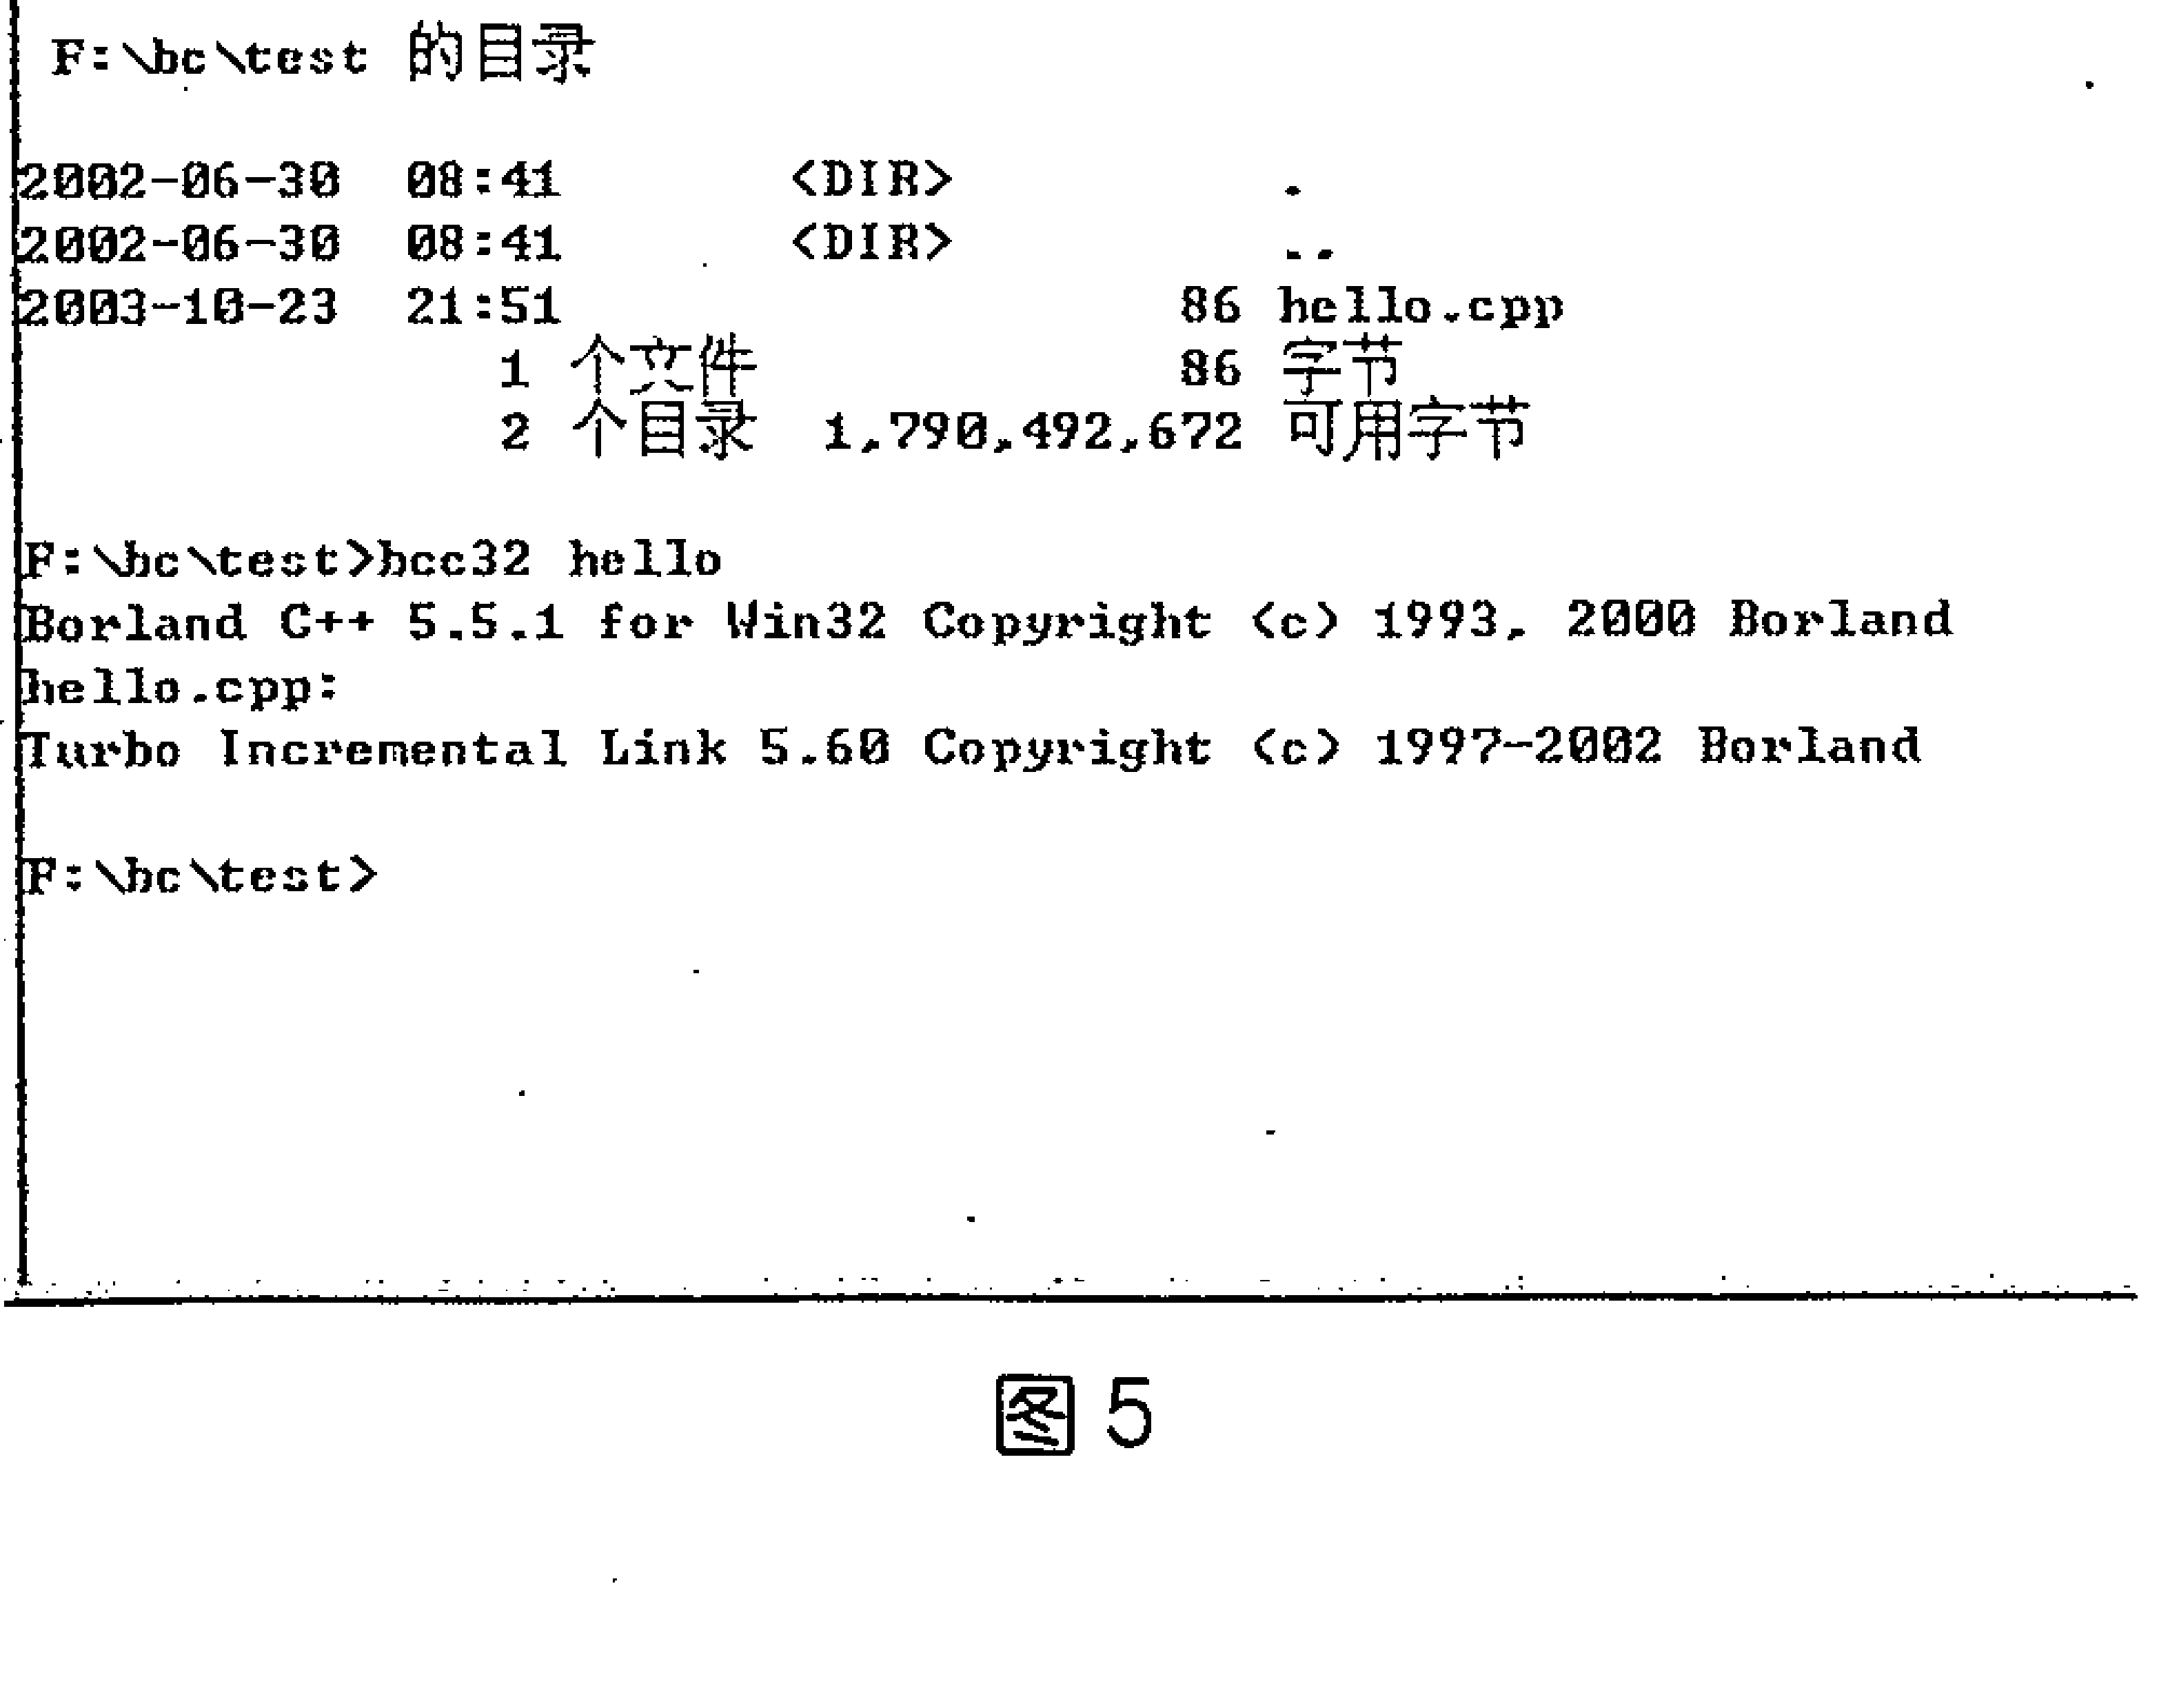 F:\bc\test 的目录
2002-06-30 08:41 <DIR> .
2002-06-30 08:41 <DIR> ..
2003-10-23 21:51 86 hello.cpp
1 个文件 86 字节
2 个目录 1,790,492,672 可用字节
F:\bc\test>bcc32 hello
Borland C++ 5.5.1 for Win32 Copyright (c) 1993, 2000 Borland
hello.cpp:
Turbo Incremental Link 5.60 Copyright (c) 1997-2002 Borland
F:\bc\test>
图 5